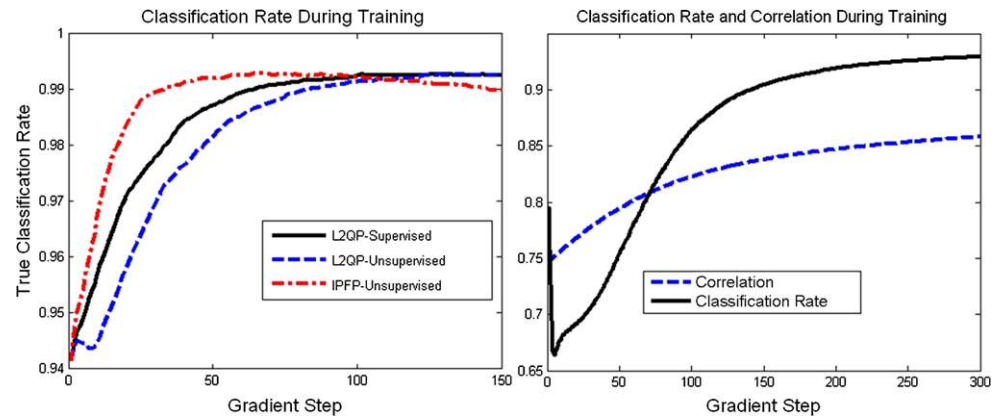 Classification Rate During Training
True Classification Rate
1
0.99
0.98
0.97
0.96
0.95
0.94
L2QP-Supervised
L2QP-Unsupervised
IPFP-Unsupervised
0 50 100 150
Gradient Step
Classification Rate and Correlation During Training
0.9
0.85
0.8
0.75
0.7
0.65
Correlation
Classification Rate
0 50 100 150 200 250 300
Gradient Step